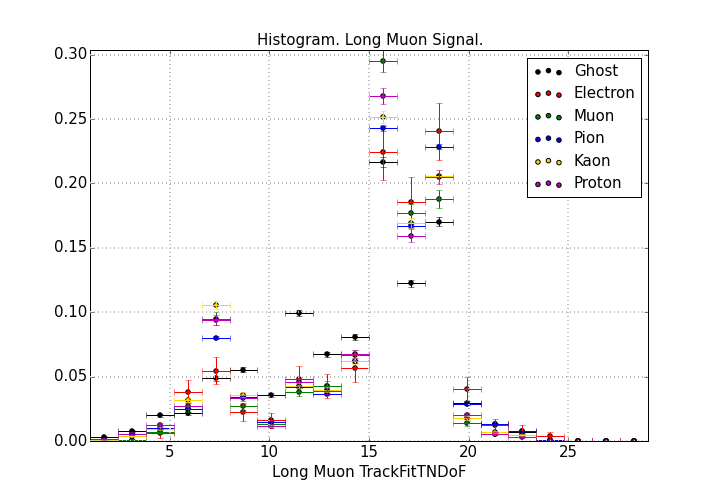 Histogram. Long Muon Signal.
0.30
0.25
0.20
0.15
0.10
0.05
0.00
Ghost
Electron
Muon
Pion
Kaon
Proton
5
10
15
20
25
Long Muon TrackFitTNDoF